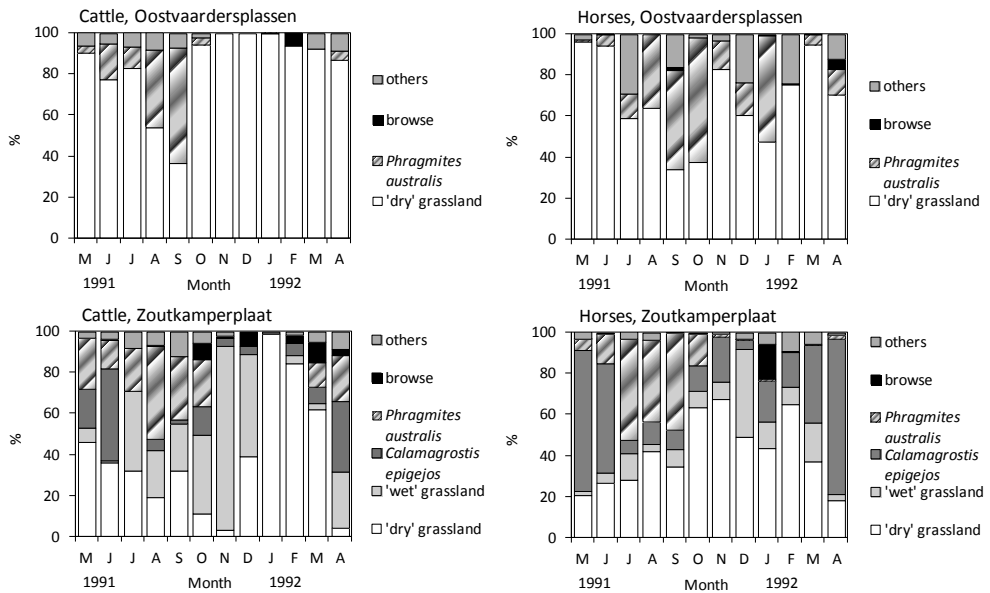 Cattle, Oostvaardersplassen
100
80
60
40
20
0
%
M J J A S O N D J F M A
1991 Month 1992
others
browse
Phragmites
australis
'dry' grassland
Horses, Oostvaardersplassen
100
80
60
40
20
0
%
M J J A S O N D J F M A
1991 Month 1992
others
browse
Phragmites
australis
'dry' grassland
Cattle, Zoutkamperplaat
100
80
60
40
20
0
%
M J J A S O N D J F M A
1991 Month 1992
others
browse
Phragmites
australis
Calamagrostis
epigejos
'wet' grassland
'dry' grassland
Horses, Zoutkamperplaat
100
80
60
40
20
0
%
M J J A S O N D J F M A
1991 Month 1992
others
browse
Phragmites
australis
Calamagrostis
epigejos
'wet' grassland
'dry' grassland